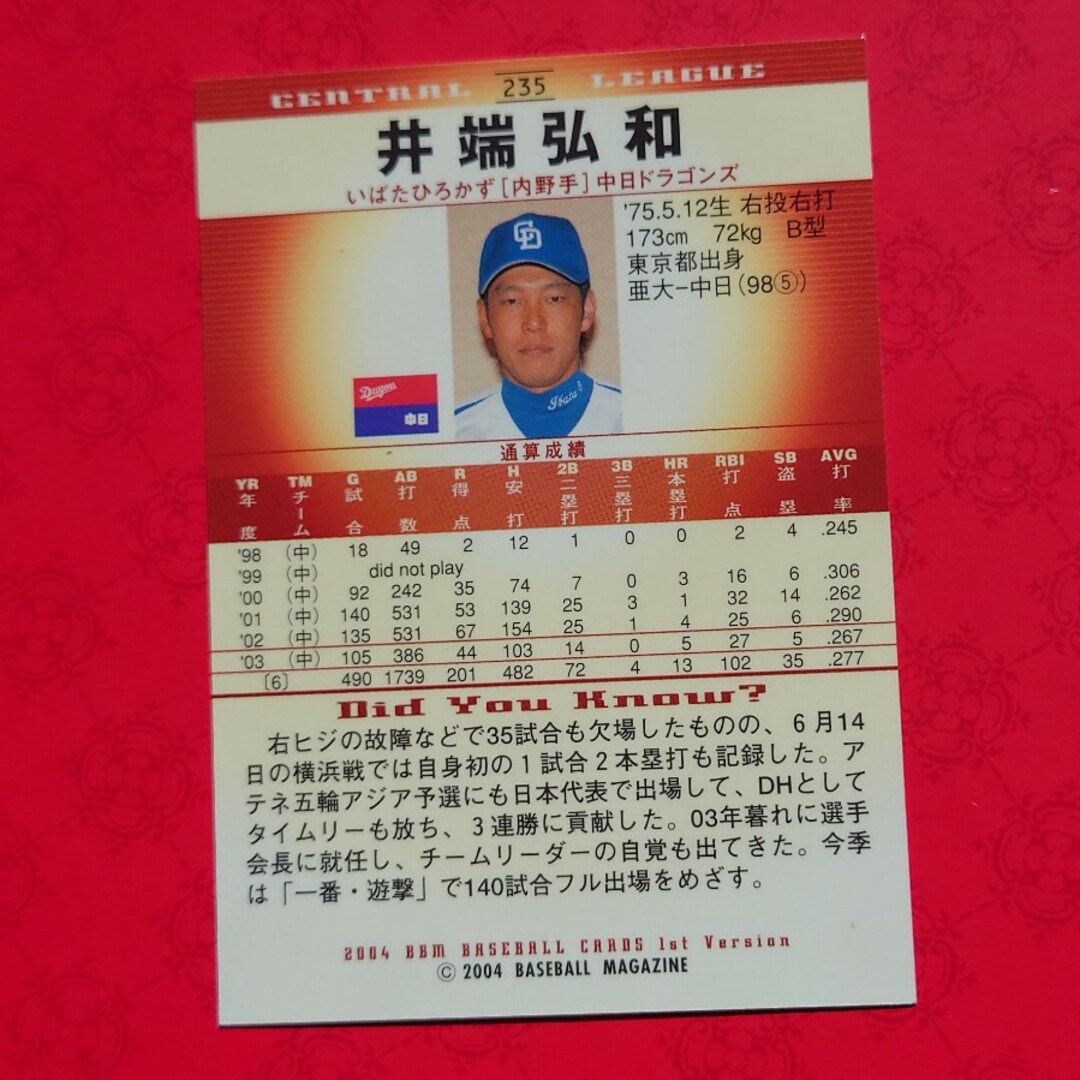 CENTRAL 235 LEAGUE
井端弘和
いばたひろかず [内野手] 中日ドラゴンズ
'75.5.12生 右投右打
173cm 72kg B型
東京都出身
亜大−中日(98⑤)
CD
Ibata 6
Dragons
中日
通算成績
YR TM G AB R H 2B 3B HR RBI SB AVG
年度 チーム 試合 打数 得点 安打 二塁打 三塁打 本塁打 打点 盗塁 打率
'98 (中) 18 49 2 12 1 0 0 2 4 .245
'99 (中) did not play
'00 (中) 92 242 35 74 7 0 3 16 6 .306
'01 (中) 140 531 53 139 25 3 1 32 14 .262
'02 (中) 135 531 67 154 25 1 4 25 6 .290
'03 (中) 105 386 44 103 14 0 5 27 5 .267
[6] 490 1739 201 482 72 4 13 102 35 .277
Did You Know?
右ヒジの故障などで35試合も欠場したものの、6月14
日の横浜戦では自身初の1試合2本塁打も記録した。ア
テネ五輪アジア予選にも日本代表で出場して、DHとして
タイムリーも放ち、3連勝に貢献した。03年暮れに選手
会長に就任し、チームリーダーの自覚も出てきた。今季
は「一番・遊撃」で140試合フル出場をめざす。
2004 BBM BASEBALL CARDS 1st Version
© 2004 BASEBALL MAGAZINE